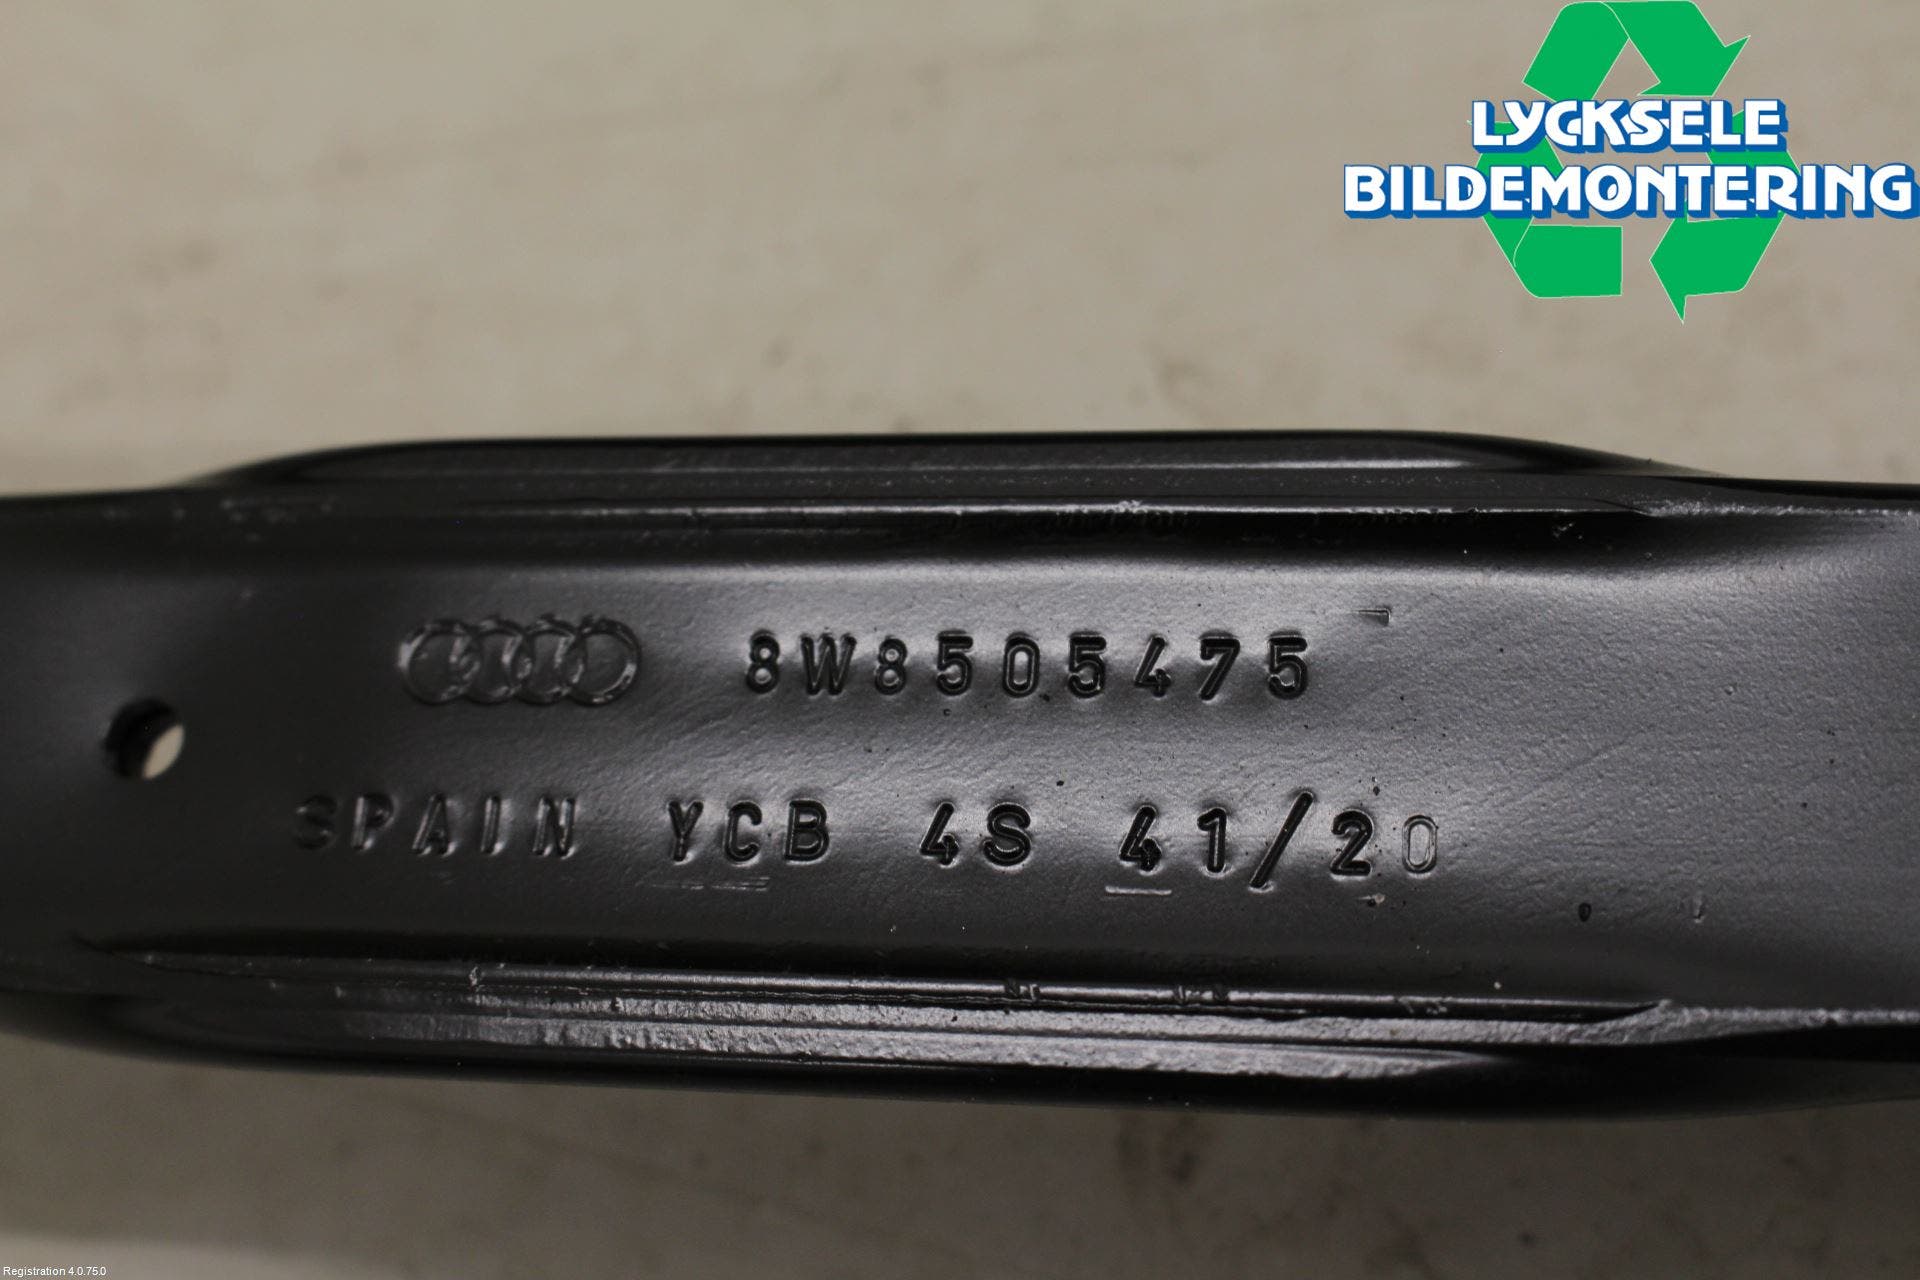 LYCKSELE
BILDEMONTERING
8W8505475
SPAIN YCB 4S 41/20
Registration 4.0.75.0